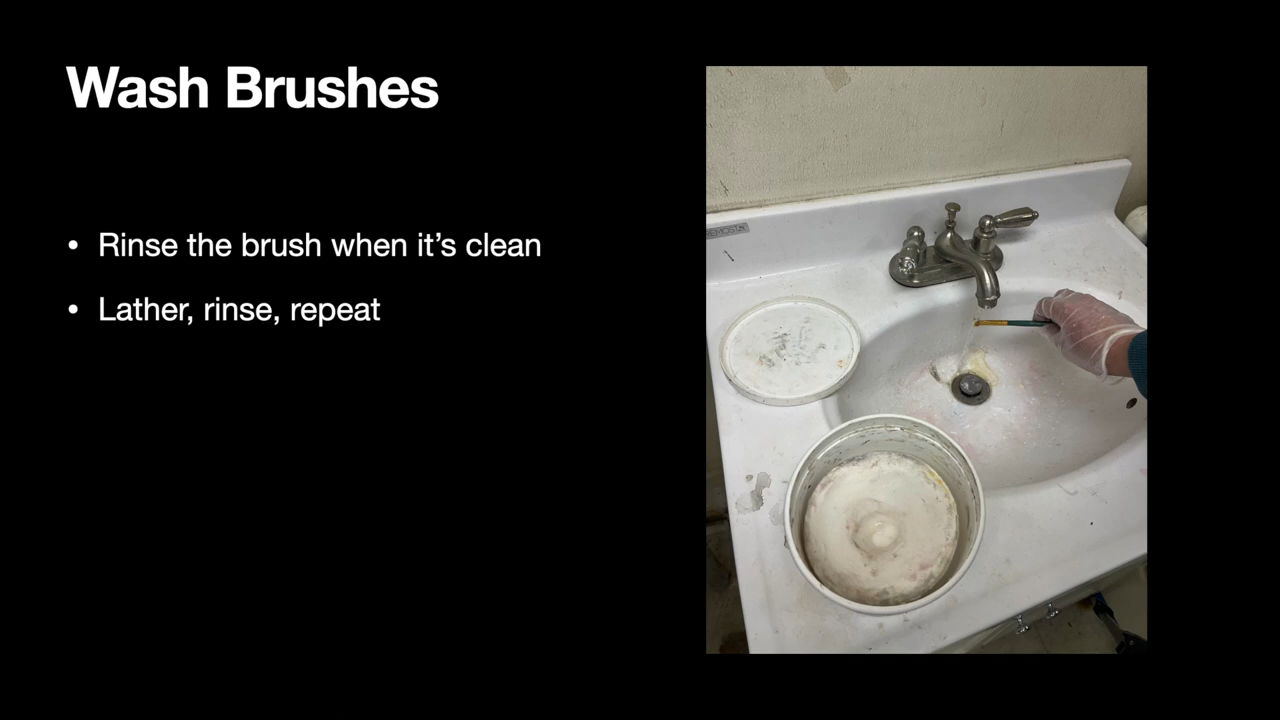 Wash Brushes
• Rinse the brush when it’s clean
• Lather, rinse, repeat